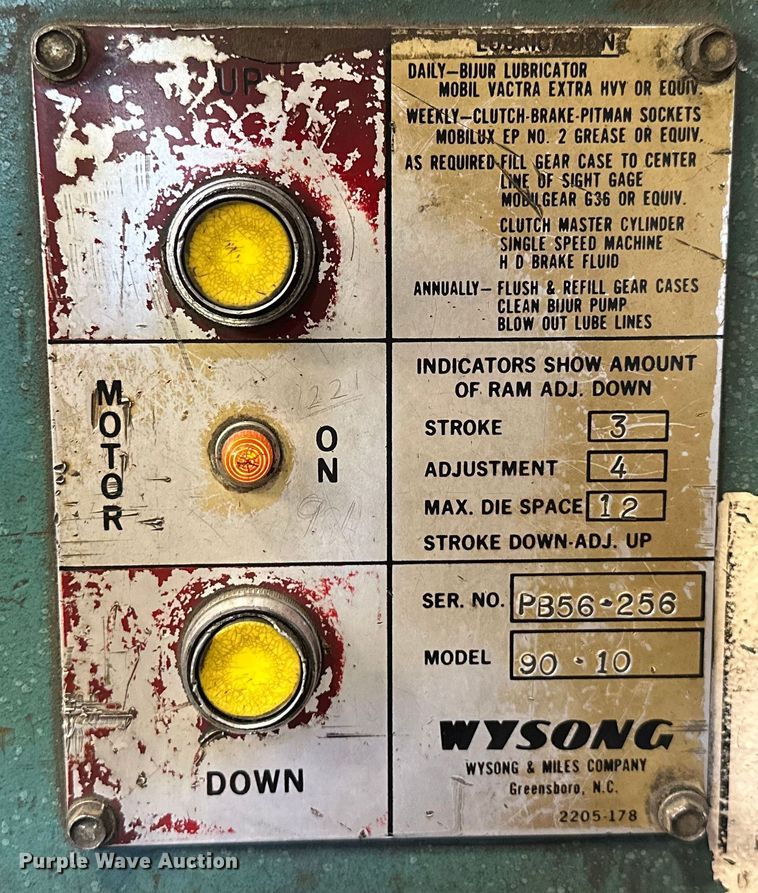 UP
MOTOR
ON
1221
DOWN
LUBRICATION
DAILY—BIJUR LUBRICATOR
MOBIL VACTRA EXTRA HVY OR EQUIV.
WEEKLY—CLUTCH-BRAKE-PITMAN SOCKETS
MOBILUX EP NO. 2 GREASE OR EQUIV.
AS REQUIRED-FILL GEAR CASE TO CENTER
LINE OF SIGHT GAGE
MOBILGEAR G36 OR EQUIV.
CLUTCH MASTER CYLINDER
SINGLE SPEED MACHINE
H D BRAKE FLUID
ANNUALLY— FLUSH & REFILL GEAR CASES
CLEAN BIJUR PUMP
BLOW OUT LUBE LINES
INDICATORS SHOW AMOUNT
OF RAM ADJ. DOWN
STROKE 3
ADJUSTMENT 4
MAX. DIE SPACE 12
STROKE DOWN-ADJ. UP
SER. NO. PB56-256
MODEL 90-10
WYSONG
WYSONG & MILES COMPANY
Greensboro, N.C.
2205-178
Purple Wave Auction